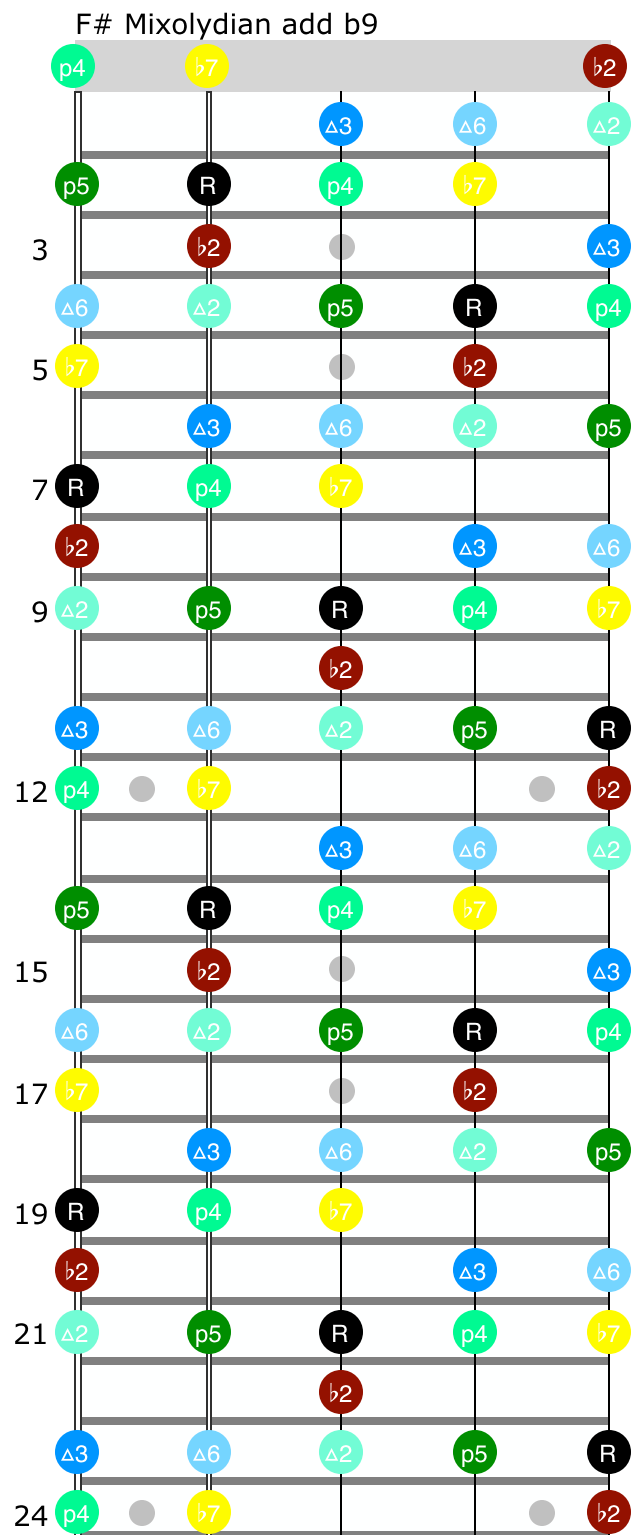 F# Mixolydian add b9
p4 ♭7 ♭2
△3 △6 △2
p5 R p4 ♭7
3 ♭2 △3
△6 △2 p5 R p4
5 ♭7 ♭2
△3 △6 △2 p5
7 R p4 ♭7
♭2 △3 △6
9 △2 p5 R p4 ♭7
♭2
△3 △6 △2 p5 R
12 p4 ♭7 ♭2
△3 △6 △2
p5 R p4 ♭7
15 ♭2 △3
△6 △2 p5 R p4
17 ♭7 ♭2
△3 △6 △2 p5
19 R p4 ♭7
♭2 △3 △6
21 △2 p5 R p4 ♭7
♭2
△3 △6 △2 p5 R
24 p4 ♭7 ♭2